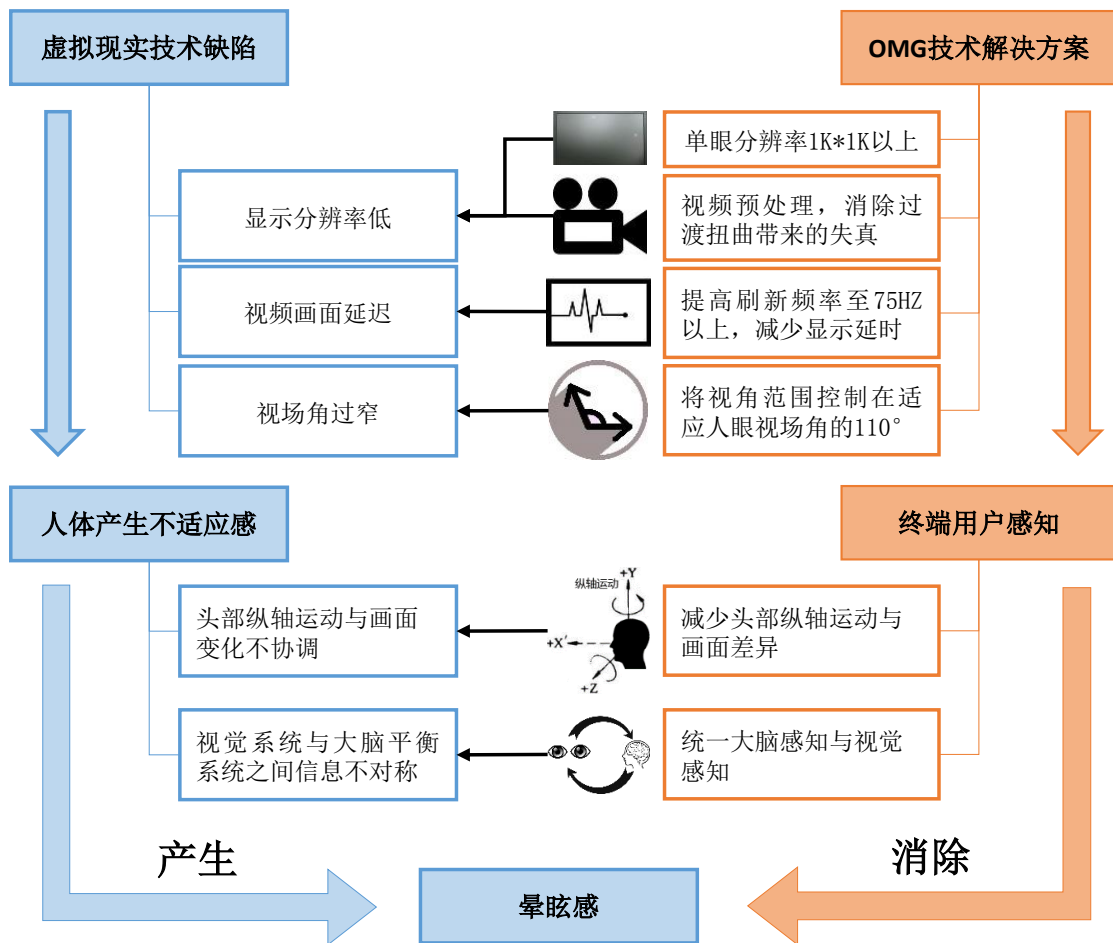 虚拟现实技术缺陷
OMG技术解决方案
单眼分辨率1K*1K以上
显示分辨率低
视频预处理，消除过
渡扭曲带来的失真
视频画面延迟
提高刷新频率至75HZ
以上，减少显示延时
视场角过窄
将视角范围控制在适
应人眼视场角的110°
人体产生不适应感
终端用户感知
头部纵轴运动与画面
变化不协调
纵轴运动
+Y
+X'
+Z
减少头部纵轴运动与
画面差异
视觉系统与大脑平衡
系统之间信息不对称
统一大脑感知与视觉
感知
产生
消除
晕眩感